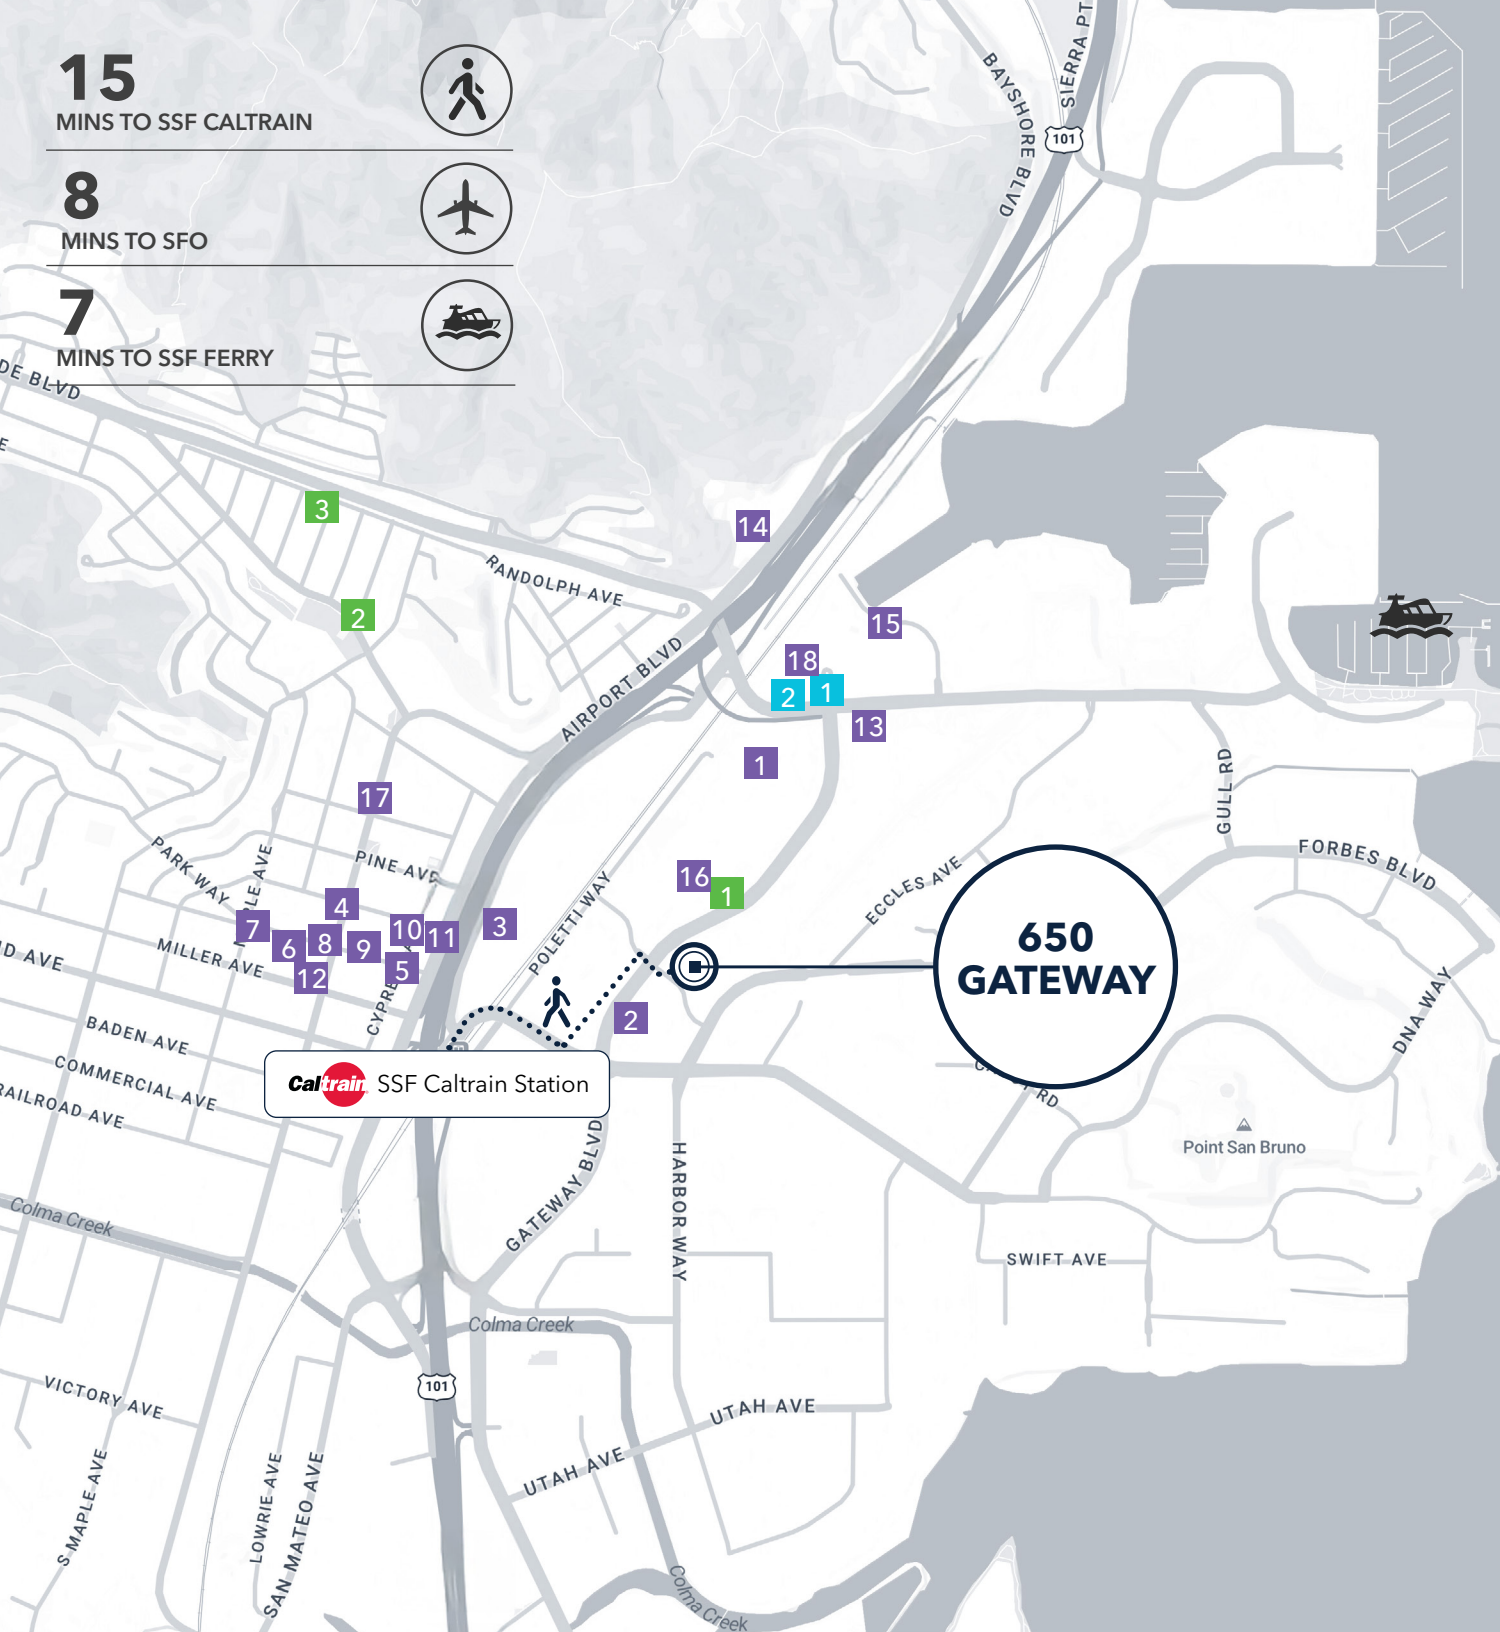 15
MINS TO SSF CALTRAIN
8
MINS TO SFO
7
MINS TO SSF FERRY
DE BLVD
E
BAYSHORE BLVD
SIERRA PT
101
3
2
RANDOLPH AVE
14
15
18
2
1
13
1
AIRPORT BLVD
17
PARK WAY
PINE AVE
4
7
6
8
9
10
11
3
5
12
16
1
POLETTI WAY
ECCLES AVE
GULL RD
FORBES BLVD
DNA WAY
MILLER AVE
D AVE
CYPRE
BADEN AVE
COMMERCIAL AVE
RAILROAD AVE
2
650
GATEWAY
Caltrain SSF Caltrain Station
RD
Point San Bruno
GATEWAY BLVD
HARBOR WAY
SWIFT AVE
Colma Creek
Colma Creek
101
VICTORY AVE
UTAH AVE
UTAH AVE
S MAPLE AVE
LOWRIE AVE
SAN MATEO AVE
Colma Creek